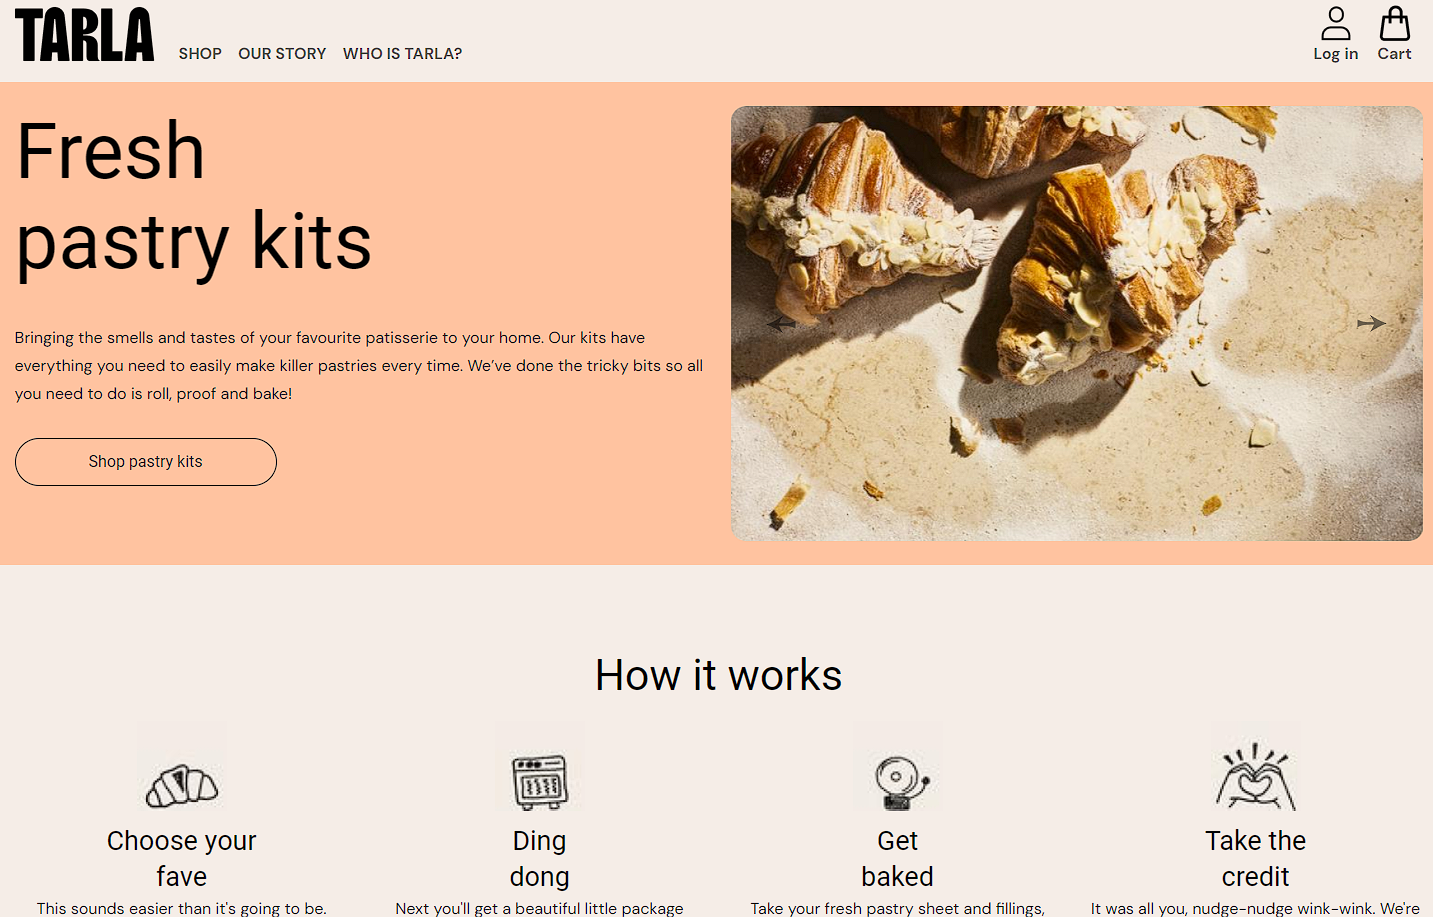 TARLA
SHOP OUR STORY WHO IS TARLA?
Log in Cart
Fresh
pastry kits
Bringing the smells and tastes of your favourite patisserie to your home. Our kits have
everything you need to easily make killer pastries every time. We’ve done the tricky bits so all
you need to do is roll, proof and bake!
Shop pastry kits
How it works
Choose your
fave
This sounds easier than it's going to be.
Ding
dong
Next you'll get a beautiful little package
Get
baked
Take your fresh pastry sheet and fillings,
Take the
credit
It was all you, nudge-nudge wink-wink. We're